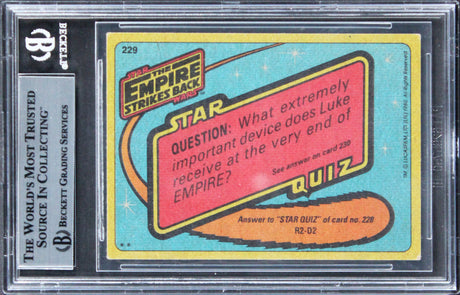 BECKETT
THE WORLD'S MOST TRUSTED
SOURCE IN COLLECTING™
BECKETT GRADING SERVICES
229
STAR
THE
EMPIRE
STRIKES BACK
WARS
STAR
QUESTION: What extremely
important device does Luke
receive at the very end of
EMPIRE?
See answer on card 230
QUIZ
Answer to "STAR QUIZ" of card no. 228
R2-D2